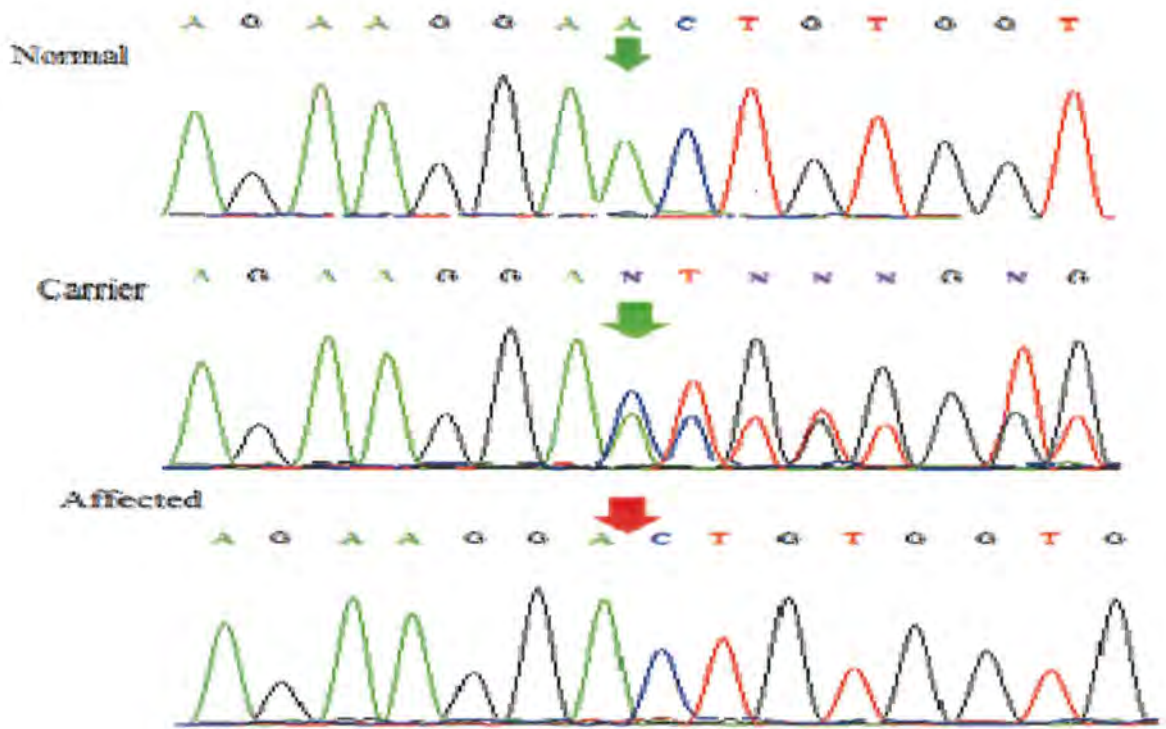 A G A A G G A A C T G T G G T
Normal
A G A A G G A N T N N N G N G
Carrier
Affected
A G A A G G A C T G T G G T G